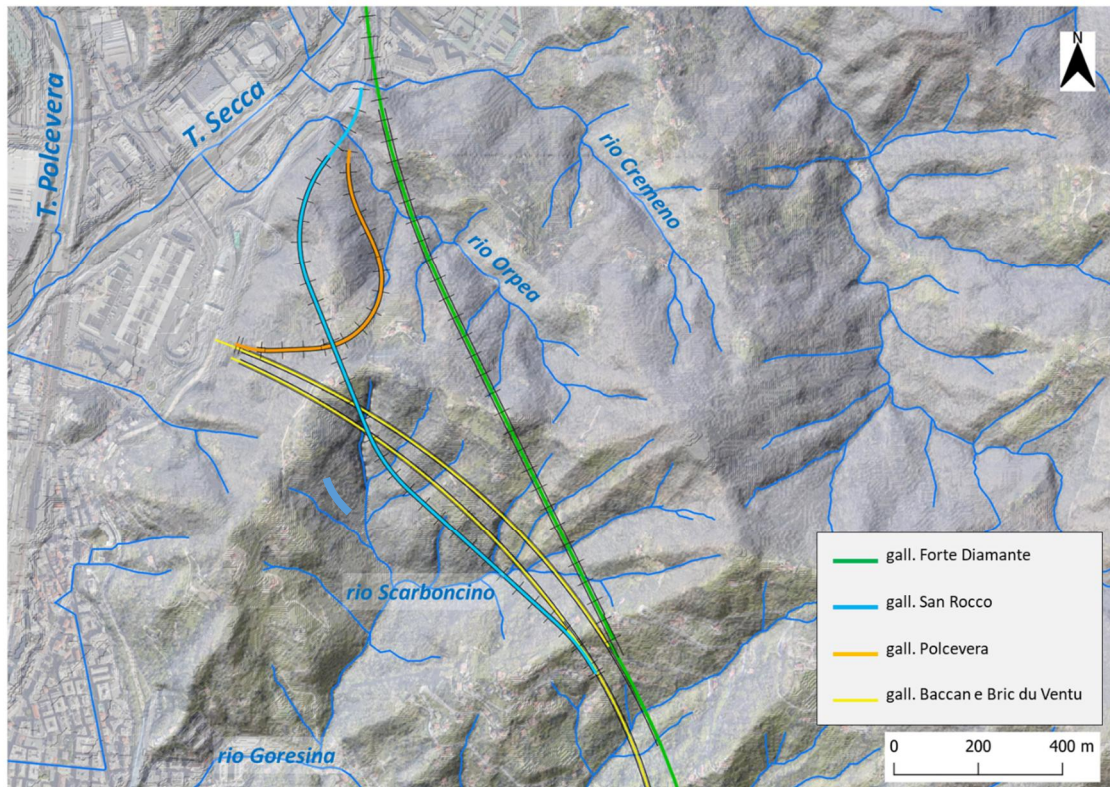 N
T. Polcevera
T. Secca
rio Cremeno
rio Orpea
rio Scarboncino
rio Goresina
gall. Forte Diamante
gall. San Rocco
gall. Polcevera
gall. Baccan e Bric du Ventu
0 200 400 m